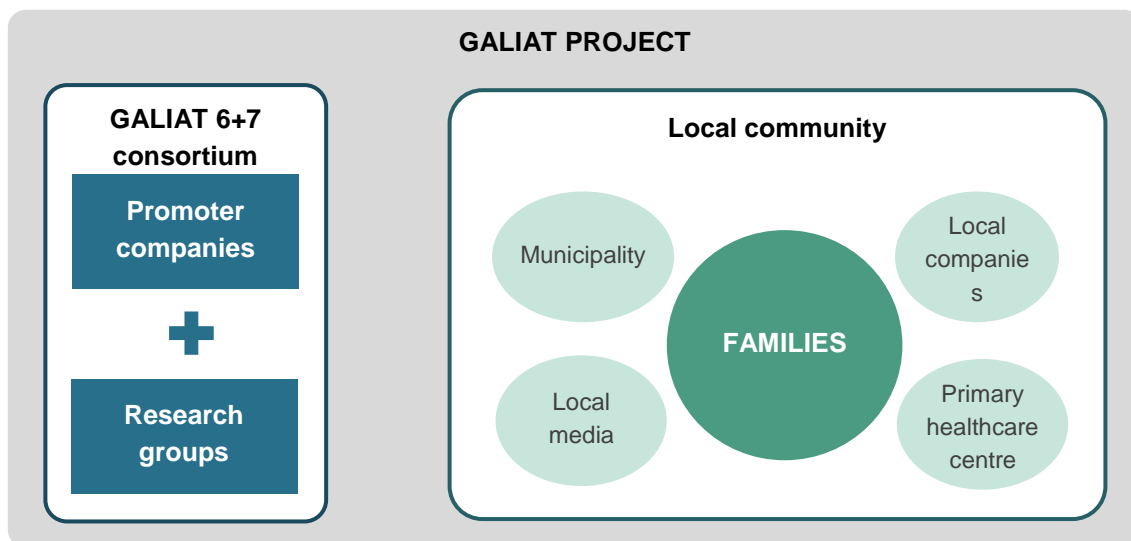 GALIAT PROJECT
GALIAT 6+7
consortium
Promoter
companies
Research
groups
Local community
Municipality
Local
companie
s
FAMILIES
Local
media
Primary
healthcare
centre